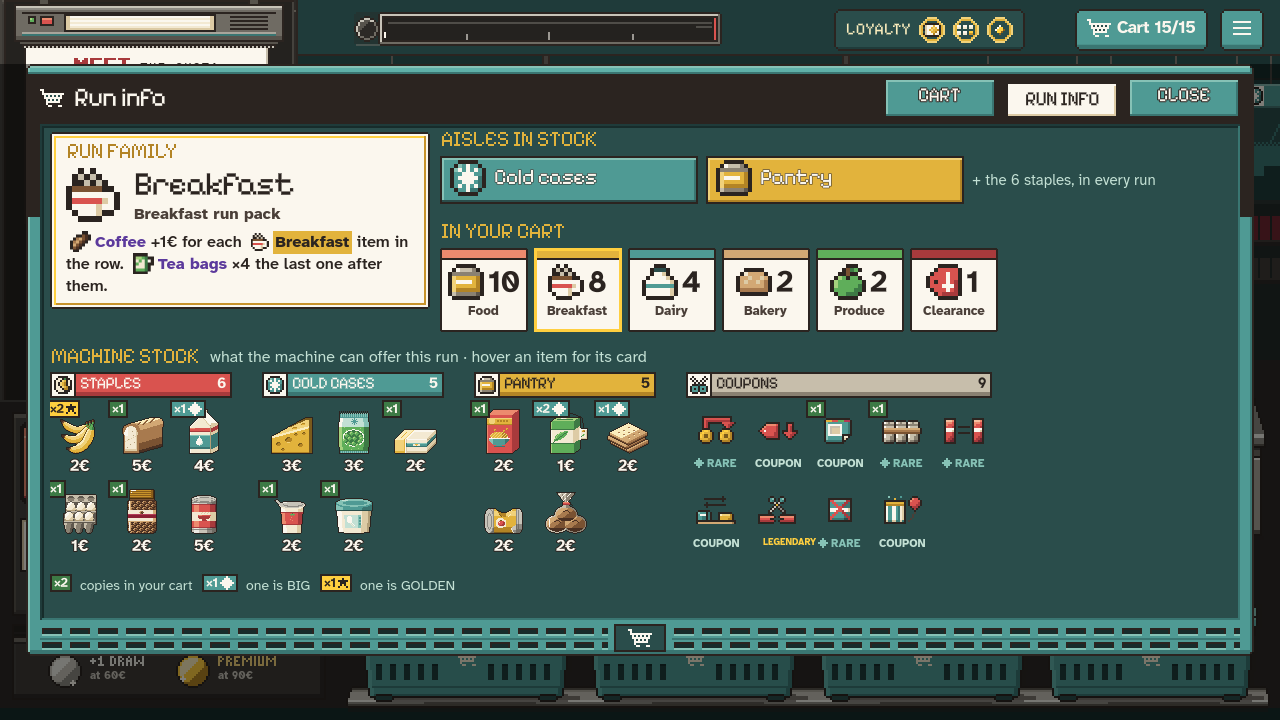 LOYALTY
Cart 15/15
Run info
CART
RUN INFO
CLOSE
RUN FAMILY
Breakfast
Breakfast run pack
Coffee +1€ for each Breakfast item in
the row. Tea bags ×4 the last one after
them.
AISLES IN STOCK
Cold cases
Pantry
+ the 6 staples, in every run
IN YOUR CART
10
8
4
2
2
1
Food
Breakfast
Dairy
Bakery
Produce
Clearance
MACHINE STOCK what the machine can offer this run · hover an item for its card
STAPLES 6
COLD CASES 5
PANTRY 5
COUPONS 9
×2 ×1 ×1 ×1 ×1 ×2 ×1 ×1 ×1
2€ 5€ 4€ 3€ 3€ 2€ 2€ 1€ 2€
RARE COUPON COUPON RARE RARE
×1 ×1 ×1 ×1
1€ 2€ 5€ 2€ 2€ 2€ 2€
COUPON LEGENDARY RARE COUPON
×2 copies in your cart ×1 one is BIG ×1 one is GOLDEN
+1 DRAW
at 60€
PREMIUM
at 90€